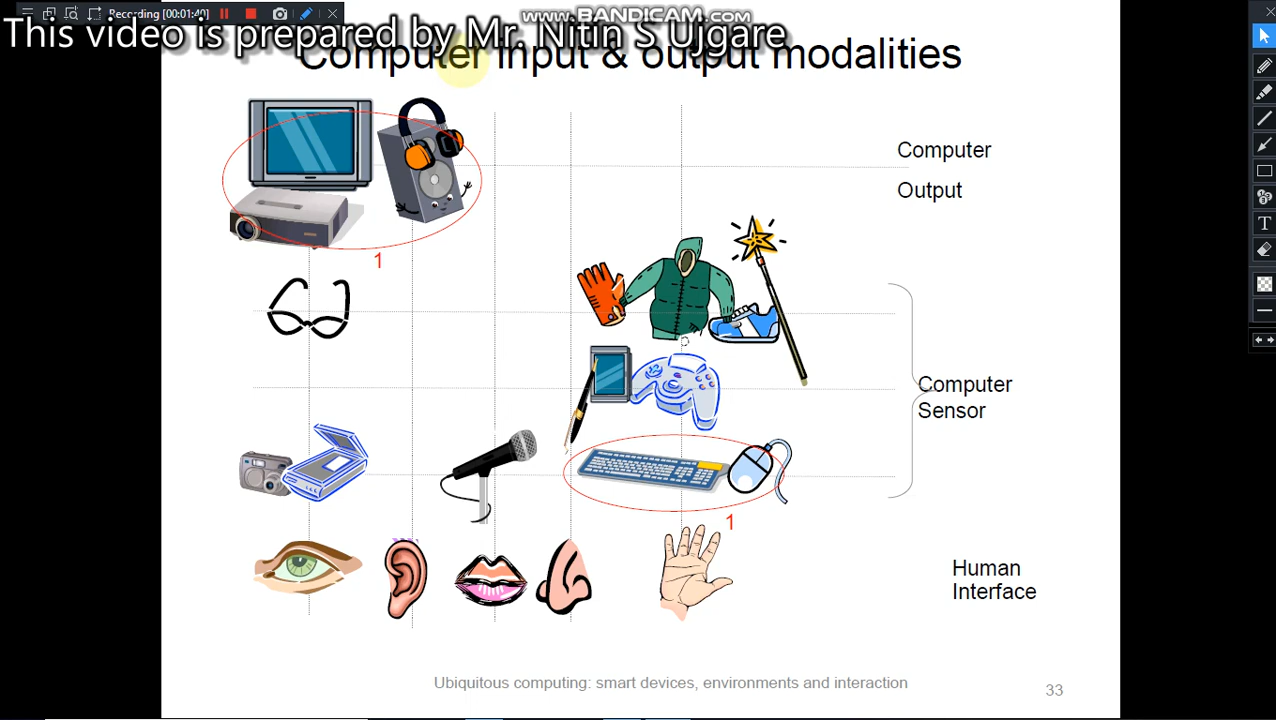 Recording [00:01:40]
www.BANDICAM.com
This video is prepared by Mr. Nitin S Ujgare
Computer input & output modalities
Computer
Output
1
Computer
Sensor
1
Human
Interface
Ubiquitous computing: smart devices, environments and interaction
33